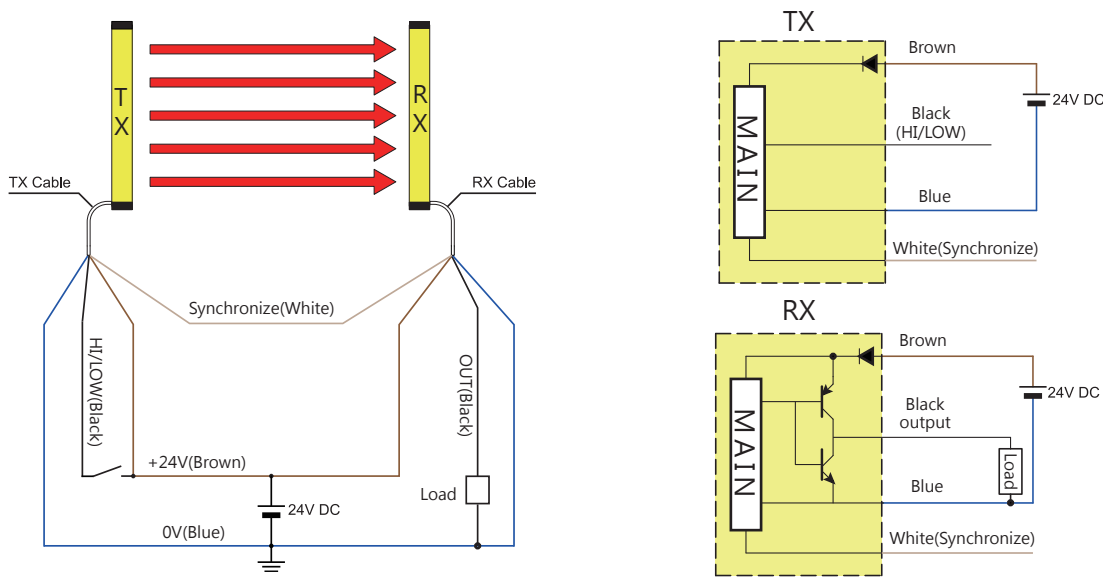 TX
RX
TX Cable
RX Cable
Synchronize(White)
HI/LOW(Black)
OUT(Black)
+24V(Brown)
Load
24V DC
0V(Blue)
TX
Brown
24V DC
Black
(HI/LOW)
MAIN
Blue
White(Synchronize)
RX
Brown
24V DC
Black
output
MAIN
Load
Blue
White(Synchronize)